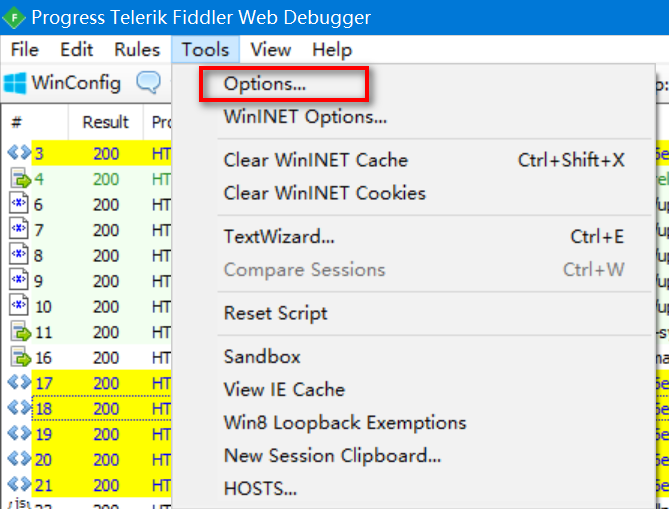 Progress Telerik Fiddler Web Debugger
File Edit Rules Tools View Help
WinConfig
Options...
WinINET Options...
Clear WinINET Cache Ctrl+Shift+X
Clear WinINET Cookies
TextWizard... Ctrl+E
Compare Sessions Ctrl+W
Reset Script
Sandbox
View IE Cache
Win8 Loopback Exemptions
New Session Clipboard...
HOSTS...
# Result
3 200 HT
4 200 HT
6 200 HT
7 200 HT
8 200 HT
9 200 HT
10 200 HT
11 200 HT
16 200 HT
17 200 HT
18 200 HT
19 200 HT
20 200 HT
21 200 HT